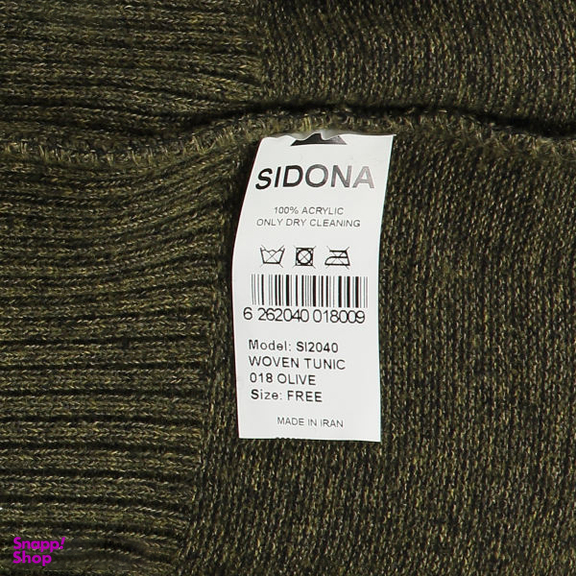 SIDONA
100% ACRYLIC
ONLY DRY CLEANING
6 262040 018009
Model: SI2040
WOVEN TUNIC
018 OLIVE
Size: FREE
MADE IN IRAN
Snapp!
Shop